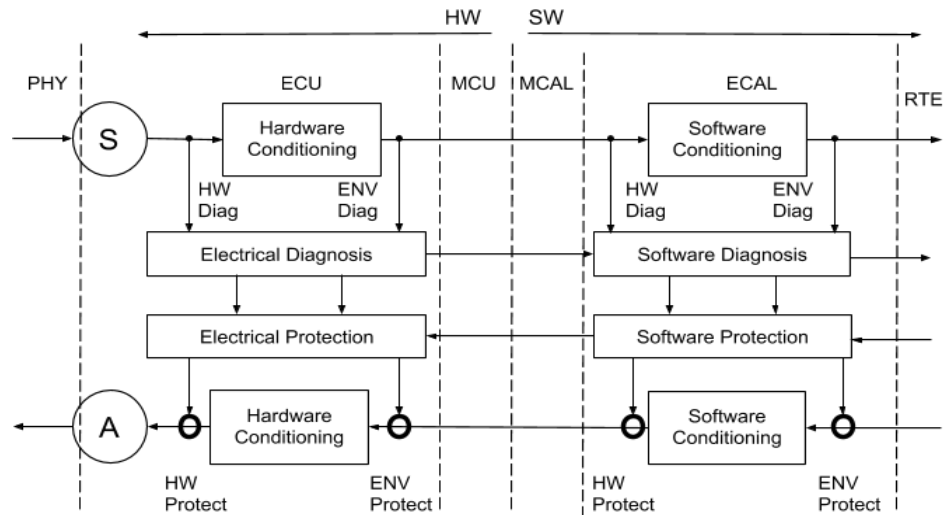 HW SW
PHY ECU MCU MCAL ECAL RTE
S
Hardware
Conditioning
Software
Conditioning
HW
Diag
ENV
Diag
HW
Diag
ENV
Diag
Electrical Diagnosis
Software Diagnosis
Electrical Protection
Software Protection
A
Hardware
Conditioning
Software
Conditioning
HW
Protect
ENV
Protect
HW
Protect
ENV
Protect